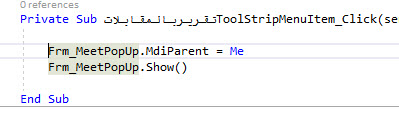 0 references
Private Sub تقريربالمقابلاتToolStripMenuItem_Click(se
Frm_MeetPopUp.MdiParent = Me
Frm_MeetPopUp.Show()
End Sub